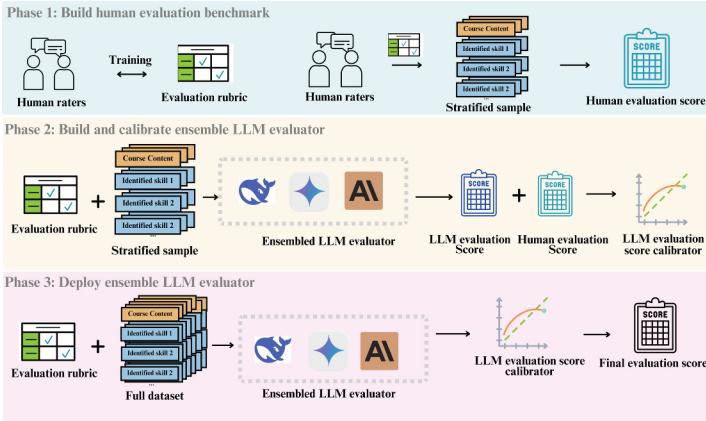 Phase 1: Build human evaluation benchmark
Training
Human raters
Evaluation rubric
Human raters
Course Content
Identified skill 1
Identified skill 2
Identified skill 2
...
Stratified sample
SCORE
Human evaluation score
Phase 2: Build and calibrate ensemble LLM evaluator
Evaluation rubric
+
Course Content
Identified skill 1
Identified skill 2
Identified skill 2
...
Stratified sample
Ensembled LLM evaluator
SCORE
LLM evaluation
Score
+
SCORE
Human evaluation
Score
LLM evaluation
score calibrator
Phase 3: Deploy ensemble LLM evaluator
Evaluation rubric
+
Course Content
Identified skill 1
Identified skill 2
Identified skill 2
...
Full dataset
Ensembled LLM evaluator
LLM evaluation score
calibrator
SCORE
Final evaluation score